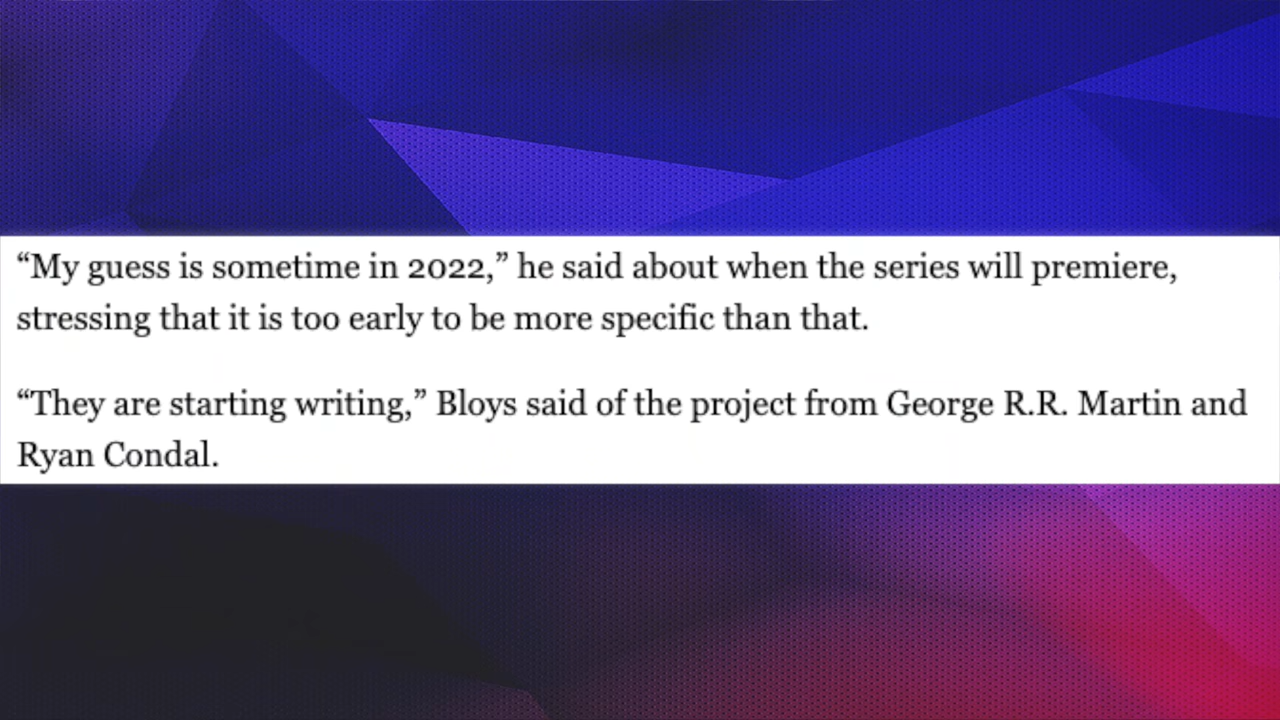 “My guess is sometime in 2022,” he said about when the series will premiere,
stressing that it is too early to be more specific than that.
“They are starting writing,” Bloys said of the project from George R.R. Martin and
Ryan Condal.